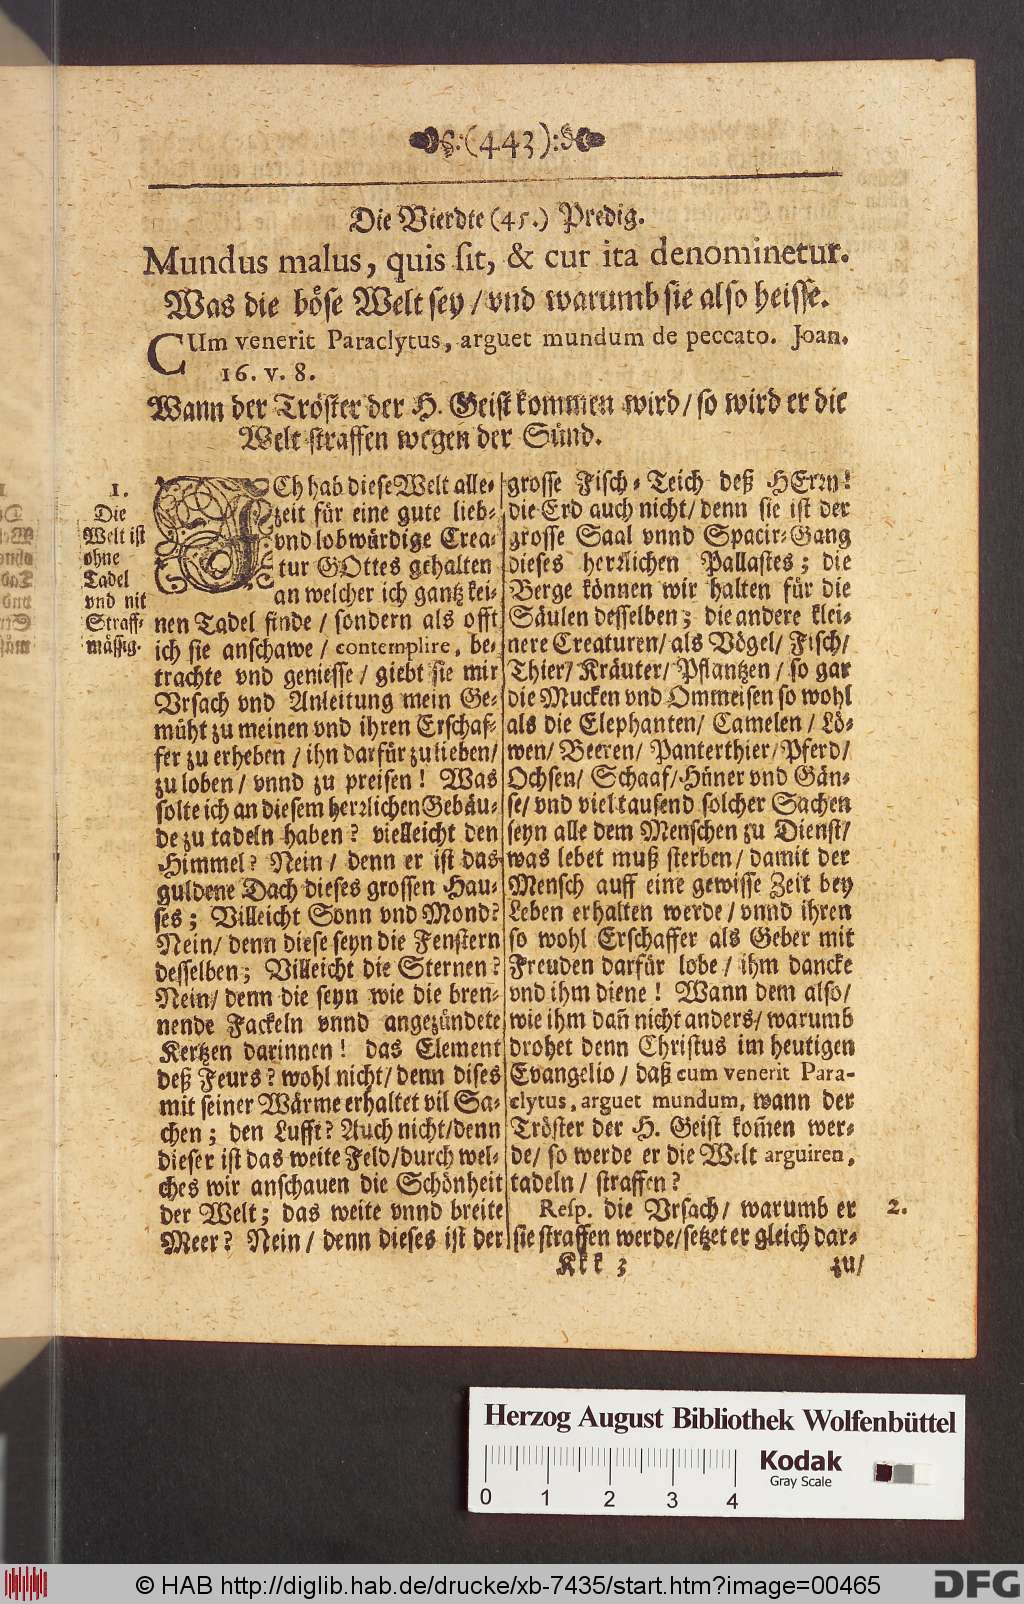 (443)
Die Vierdte (45.) Predig.
Mundus malus, quis sit, & cur ita denominetur.
Was die böse Welt sey / vnd warumb sie also heisse.
CUm venerit Paraclytus, arguet mundum de peccato. Joan.
16. v. 8.
Wann der Tröster der H. Geist kommen wird / so wird er die
Welt straffen wegen der Sünd.
1.
Die
Welt ist
ohne
Tadel
vnd nit
Straff-
mässig.
ICh hab diese Welt alle-
zeit für eine gute lieb-
vnd lobwürdige Crea-
tur GOttes gehalten
an welcher ich gantz kei-
nen Tadel finde / sondern als offt
ich sie anschawe / contemplire, be-
trachte vnd geniesse / giebt sie mir
Vrsach vnd Anleitung mein Ge-
müht zu meinen vnd ihren Erschaf-
fer zu erheben / ihn darfür zu lieben /
zu loben / vnnd zu preisen! Was
solte ich an diesem herrlichen Gebäu-
de zu tadeln haben? vielleicht den
Himmel? Nein / denn er ist das
guldene Dach dieses grossen Hau-
ses; Villeicht Sonn vnd Mond?
Nein / denn diese seyn die Fenstern
desselben; Villeicht die Sternen?
Nein / denn die seyn wie die bren-
nende Fackeln vnnd angezündete
Kertzen darinnen! das Element
deß Feurs? wohl nicht / denn dises
mit seiner Wärme erhaltet vil Sa-
chen; den Lufft? Auch nicht / denn
dieser ist das weite Feld / durch wel-
ches wir anschauen die Schönheit
der Welt; das weite vnnd breite
Meer? Nein / denn dieses ist der
grosse Fisch-Teich deß HErrn!
die Erd auch nicht / denn sie ist der
grosse Saal vnnd Spacir-Gang
dieses herrlichen Pallastes; die
Berge können wir halten für die
Säulen desselben; die andere klei-
nere Creaturen / als Vögel / Fisch /
Thier / Kräuter / Pflantzen / so gar
die Mucken vnd Ommeisen so wohl
als die Elephanten / Camelen / Lö-
wen / Beeren / Panterthier / Pferd /
Ochsen / Schaaf / Hüner vnd Gän-
se / vnd viel tausend solcher Sachen
seyn alle dem Menschen zu Dienst /
was lebet muß sterben / damit der
Mensch auff eine gewisse Zeit bey
Leben erhalten werde / vnnd ihren
so wohl Erschaffer als Geber mit
Freuden darfür lobe / ihm dancke
vnd ihm diene! Wann dem also /
wie ihm dañ nicht anders / warumb
drohet denn Christus im heutigen
Evangelio / daß cum venerit Para-
clytus, arguet mundum, wann der
Tröster der H. Geist kom̃en wer-
de / so werde er die Welt arguiren,
tadeln / straffen?
Resp. die Vrsach / warumb er
sie straffen werde / setzet er gleich dar-
2.
Kkk 3
zu /
Herzog August Bibliothek Wolfenbüttel
Kodak
Gray Scale
0 1 2 3 4
© HAB http://diglib.hab.de/drucke/xb-7435/start.htm?image=00465
DFG